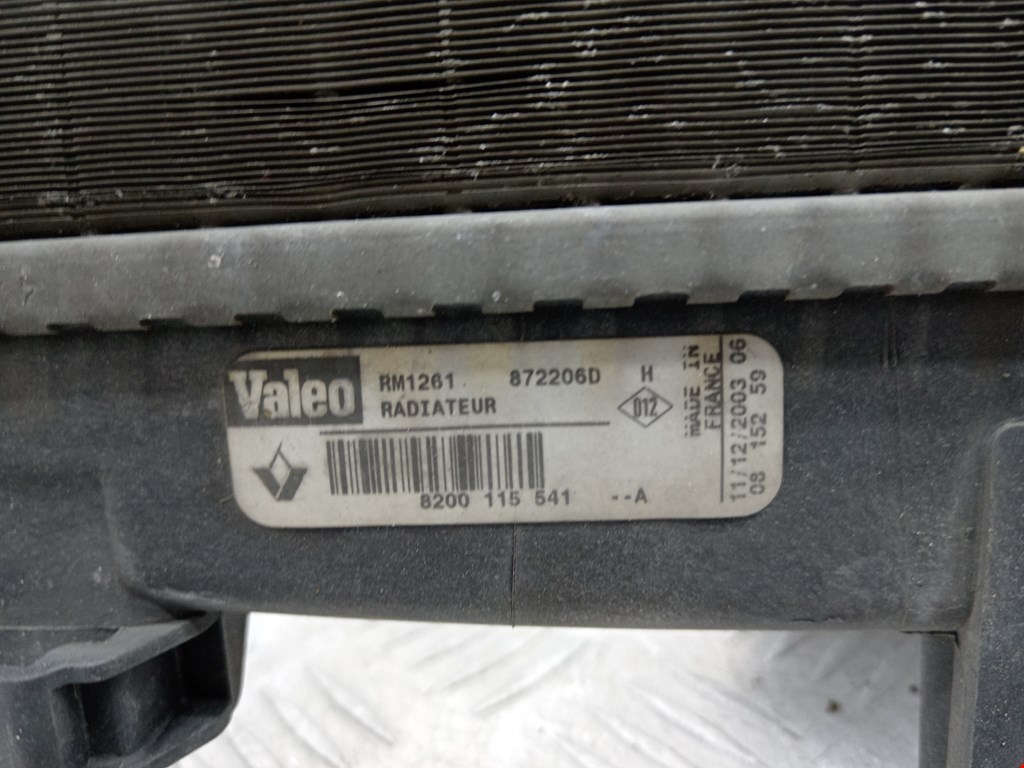 Valeo
RM1261 872206D H
RADIATEUR
D12
8200 115 541 --A
MADE IN
FRANCE
11/12/2003 06
08 152 59